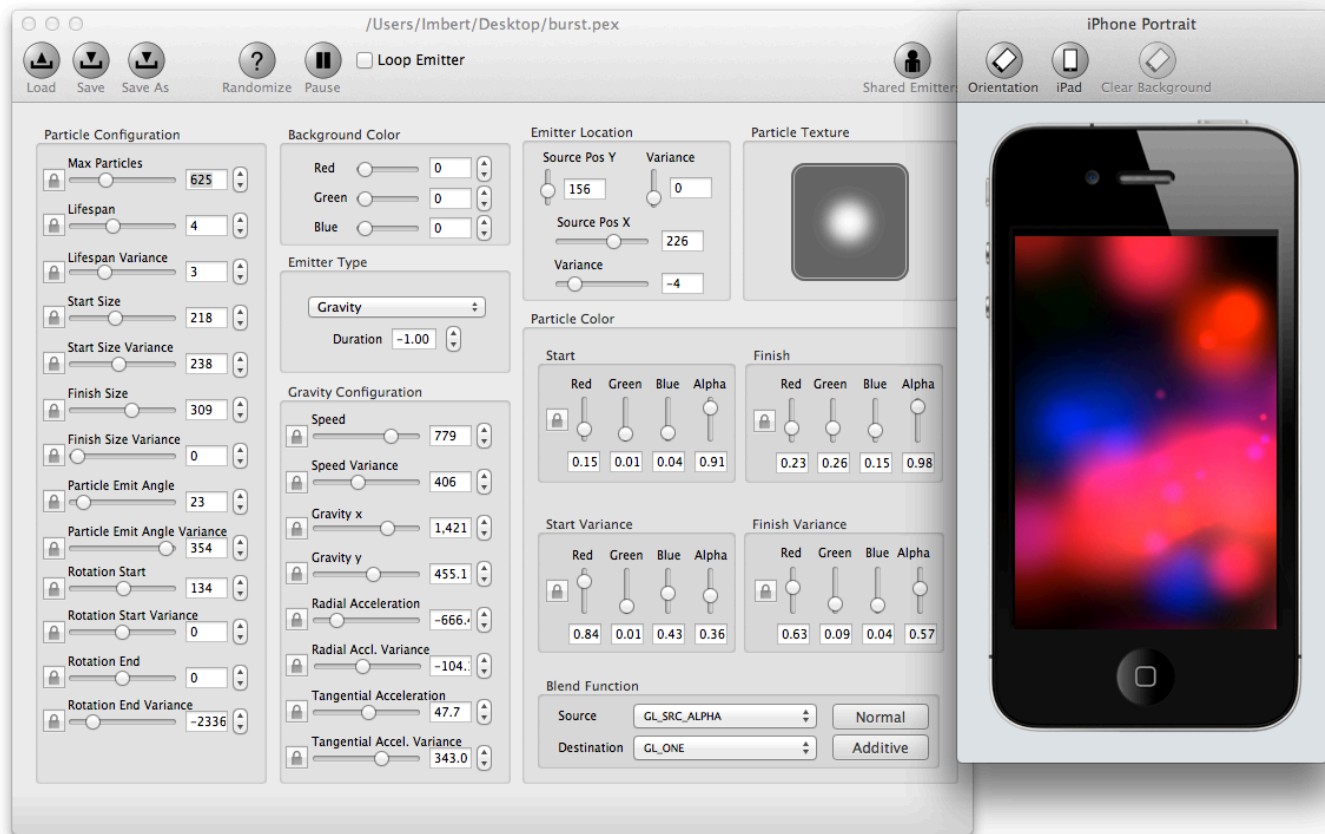 /Users/Imbert/Desktop/burst.pex
Load Save Save As Randomize Pause Loop Emitter Shared Emitters
Particle Configuration
Max Particles
625
Lifespan
4
Lifespan Variance
3
Start Size
218
Start Size Variance
238
Finish Size
309
Finish Size Variance
0
Particle Emit Angle
23
Particle Emit Angle Variance
354
Rotation Start
134
Rotation Start Variance
0
Rotation End
0
Rotation End Variance
-2336
Background Color
Red 0
Green 0
Blue 0
Emitter Type
Gravity
Duration -1.00
Gravity Configuration
Speed
779
Speed Variance
406
Gravity x
1,421
Gravity y
455.1
Radial Acceleration
-666.
Radial Accl. Variance
-104.
Tangential Acceleration
47.7
Tangential Accel. Variance
343.0
Emitter Location
Source Pos Y Variance
156 0
Source Pos X
226
Variance
-4
Particle Texture
Particle Color
Start
Red Green Blue Alpha
0.15 0.01 0.04 0.91
Finish
Red Green Blue Alpha
0.23 0.26 0.15 0.98
Start Variance
Red Green Blue Alpha
0.84 0.01 0.43 0.36
Finish Variance
Red Green Blue Alpha
0.63 0.09 0.04 0.57
Blend Function
Source GL_SRC_ALPHA Normal
Destination GL_ONE Additive
iPhone Portrait
Orientation iPad Clear Background